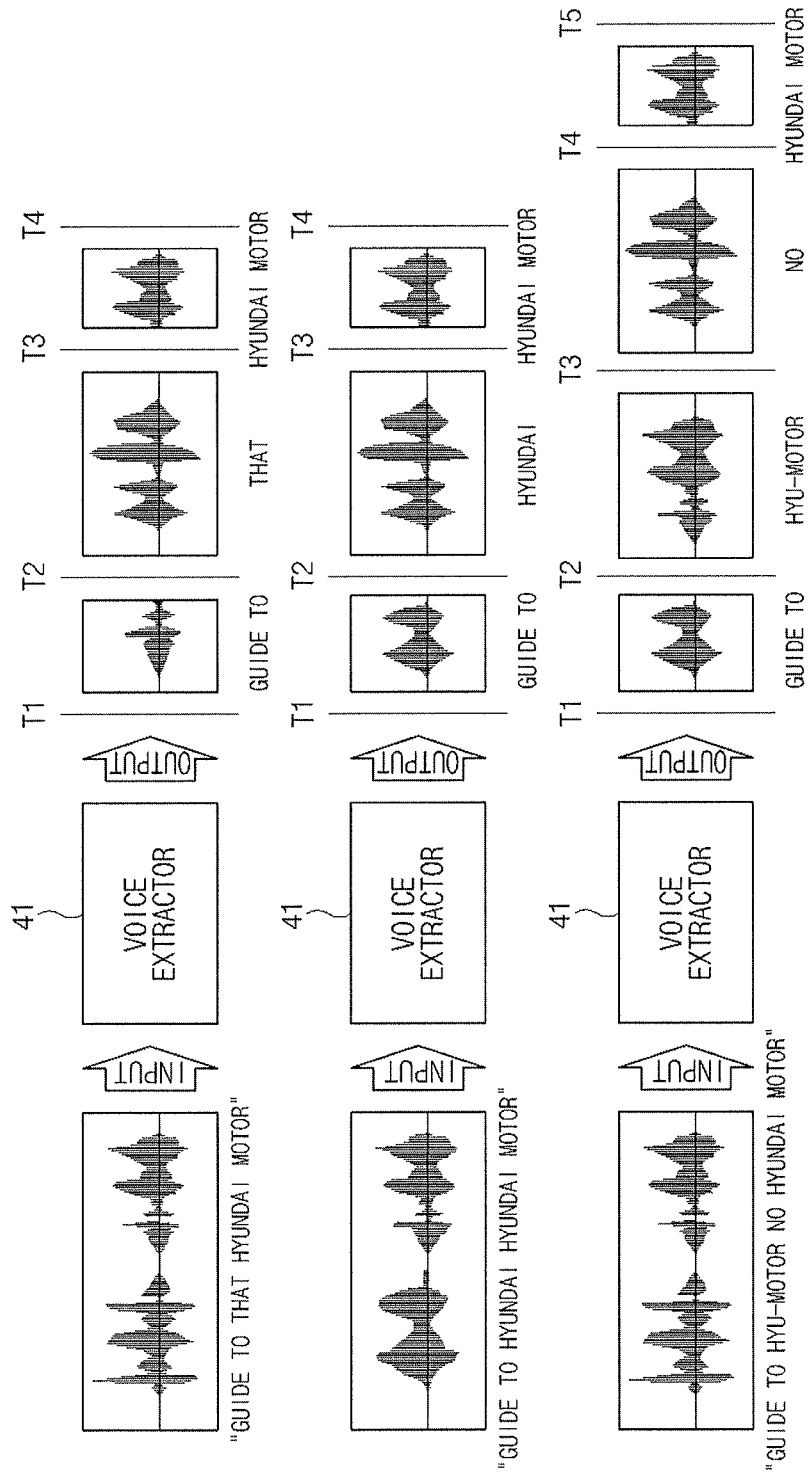 41
T1
T2
T3
T4
INPUT
VOICE
EXTRACTOR
OUTPUT
GUIDE TO
THAT
HYUNDAI MOTOR
"GUIDE TO THAT HYUNDAI MOTOR"
41
T1
T2
T3
T4
INPUT
VOICE
EXTRACTOR
OUTPUT
GUIDE TO
HYUNDAI
HYUNDAI MOTOR
"GUIDE TO HYUNDAI HYUNDAI MOTOR"
41
T1
T2
T3
T4
T5
INPUT
VOICE
EXTRACTOR
OUTPUT
GUIDE TO
HYU-MOTOR
NO
HYUNDAI MOTOR
"GUIDE TO HYU-MOTOR NO HYUNDAI MOTOR"